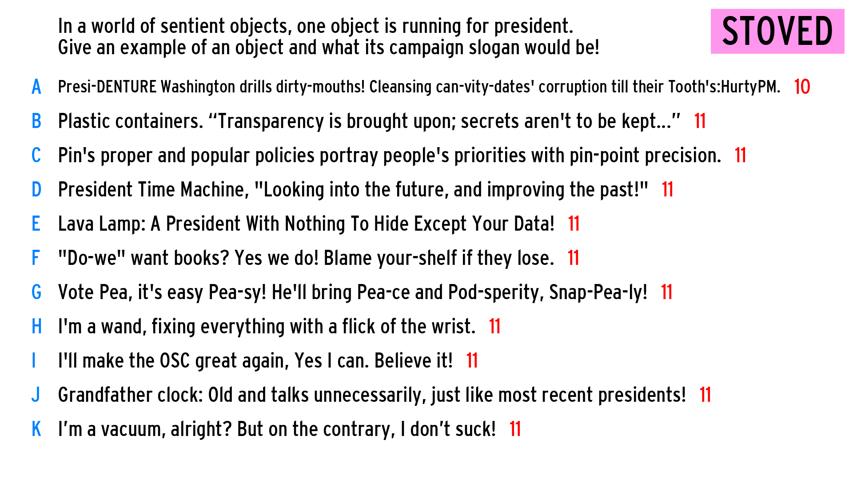 In a world of sentient objects, one object is running for president.
Give an example of an object and what its campaign slogan would be!
STOVED
A Presi-DENTURE Washington drills dirty-mouths! Cleansing can-vity-dates' corruption till their Tooth's:HurtyPM. 10
B Plastic containers. “Transparency is brought upon; secrets aren't to be kept...” 11
C Pin's proper and popular policies portray people's priorities with pin-point precision. 11
D President Time Machine, "Looking into the future, and improving the past!" 11
E Lava Lamp: A President With Nothing To Hide Except Your Data! 11
F "Do-we" want books? Yes we do! Blame your-shelf if they lose. 11
G Vote Pea, it's easy Pea-sy! He'll bring Pea-ce and Pod-sperity, Snap-Pea-ly! 11
H I'm a wand, fixing everything with a flick of the wrist. 11
I I'll make the OSC great again, Yes I can. Believe it! 11
J Grandfather clock: Old and talks unnecessarily, just like most recent presidents! 11
K I’m a vacuum, alright? But on the contrary, I don’t suck! 11